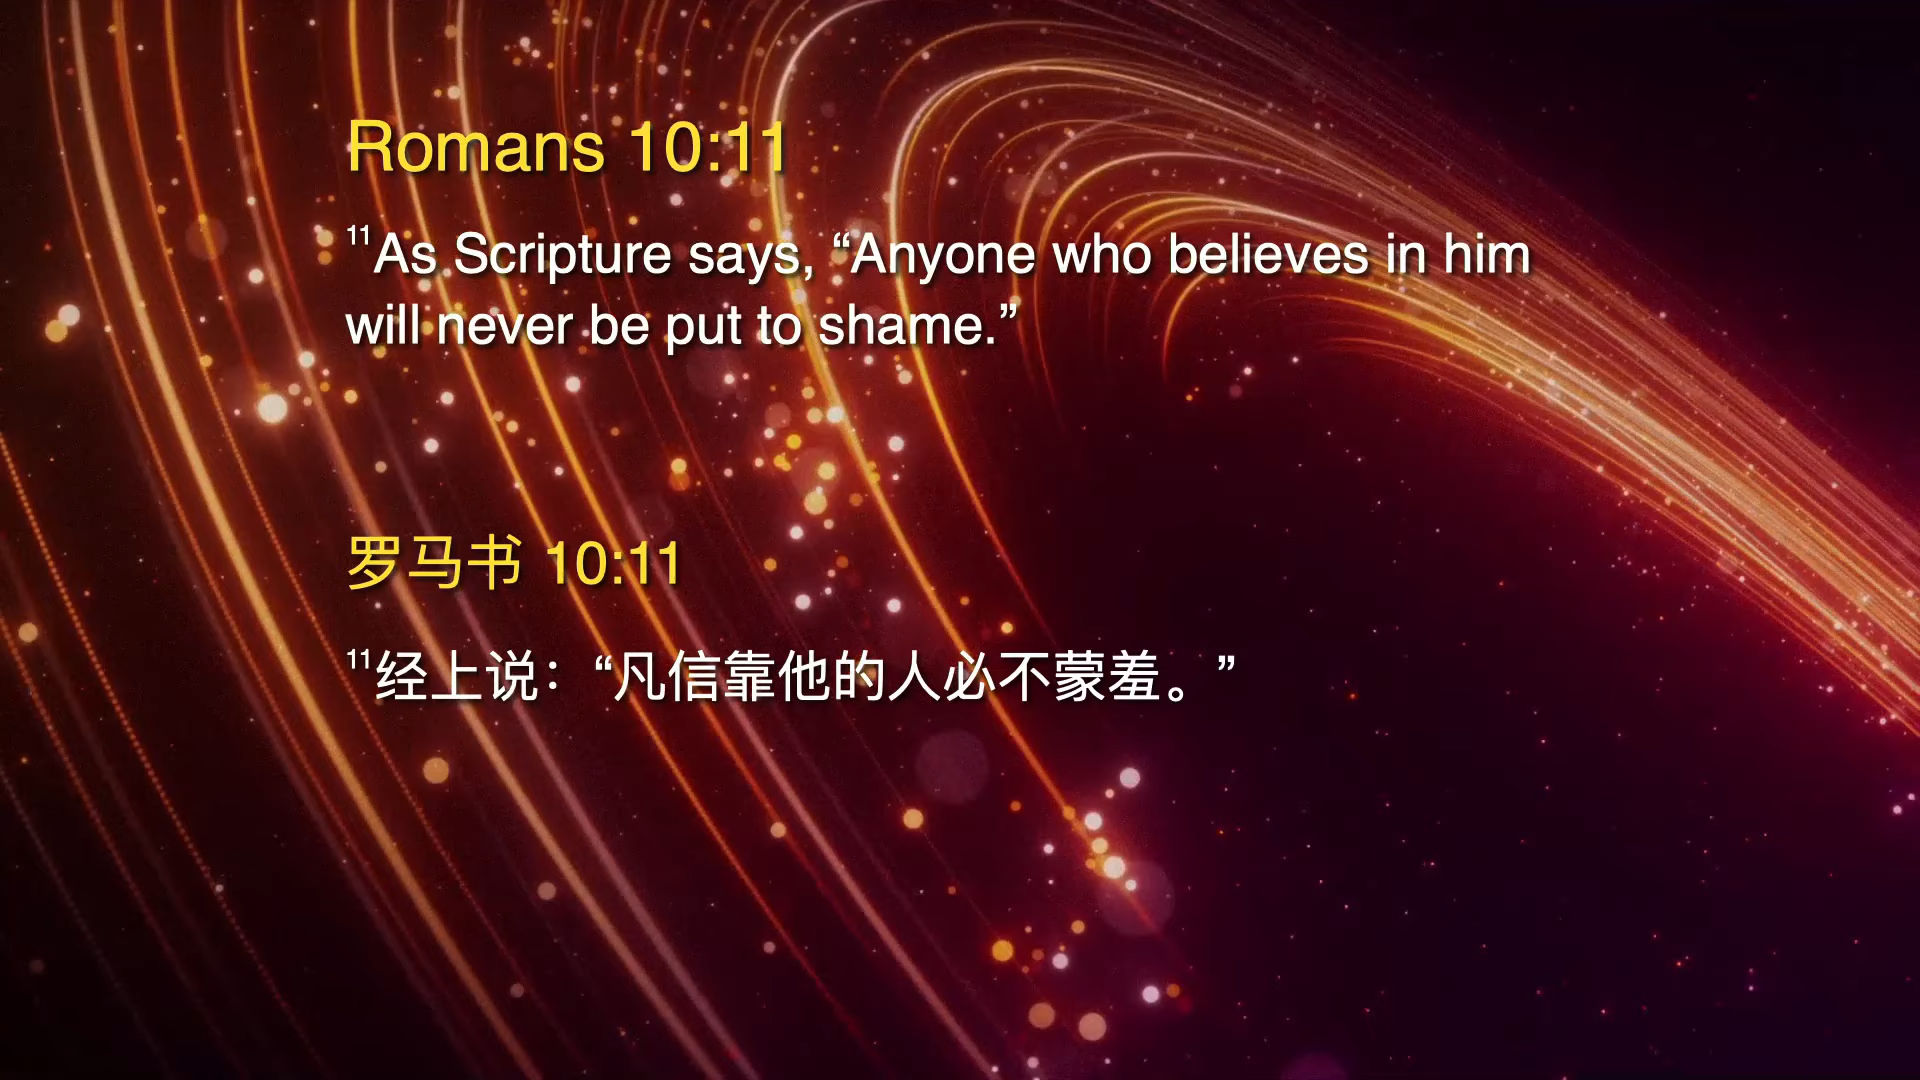 Romans 10:11
¹¹As Scripture says, “Anyone who believes in him
will never be put to shame.”
罗马书 10:11
¹¹经上说：“凡信靠他的人必不蒙羞。”